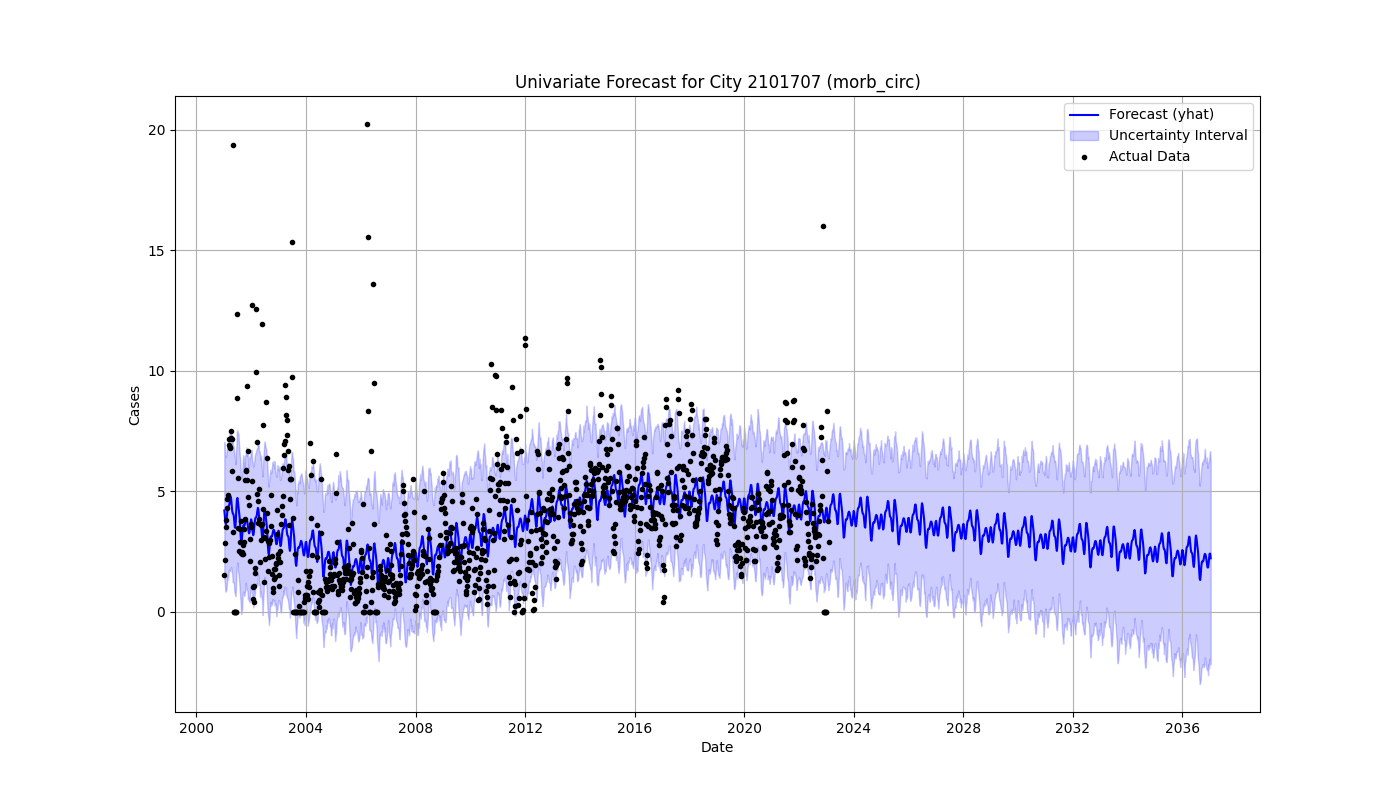 Univariate Forecast for City 2101707 (morb_circ)
Forecast (yhat)
Uncertainty Interval
Actual Data
Cases
20
15
10
5
0
2000 2004 2008 2012 2016 2020 2024 2028 2032 2036
Date